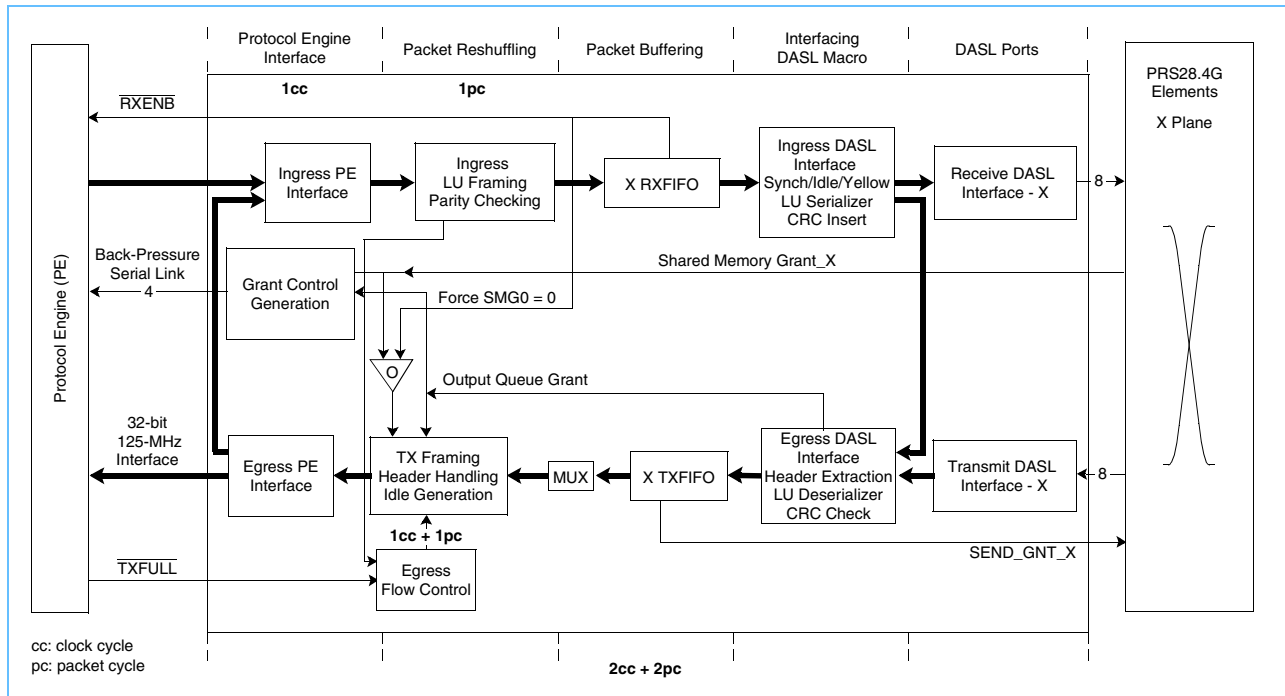 Protocol Engine
Interface
Packet Reshuffling
Packet Buffering
Interfacing
DASL Macro
DASL Ports
1cc
1pc
RXENB
Protocol Engine (PE)
PRS28.4G
Elements
X Plane
Ingress PE
Interface
Ingress
LU Framing
Parity Checking
X RXFIFO
Ingress DASL
Interface
Synch/Idle/Yellow
LU Serializer
CRC Insert
Receive DASL
Interface - X
8
Back-Pressure
Serial Link
4
Grant Control
Generation
Shared Memory Grant_X
Force SMG0 = 0
O
Output Queue Grant
32-bit
125-MHz
Interface
Egress PE
Interface
TX Framing
Header Handling
Idle Generation
MUX
X TXFIFO
Egress DASL
Interface
Header Extraction
LU Deserializer
CRC Check
Transmit DASL
Interface - X
8
1cc + 1pc
SEND_GNT_X
TXFULL
Egress
Flow Control
cc: clock cycle
pc: packet cycle
2cc + 2pc